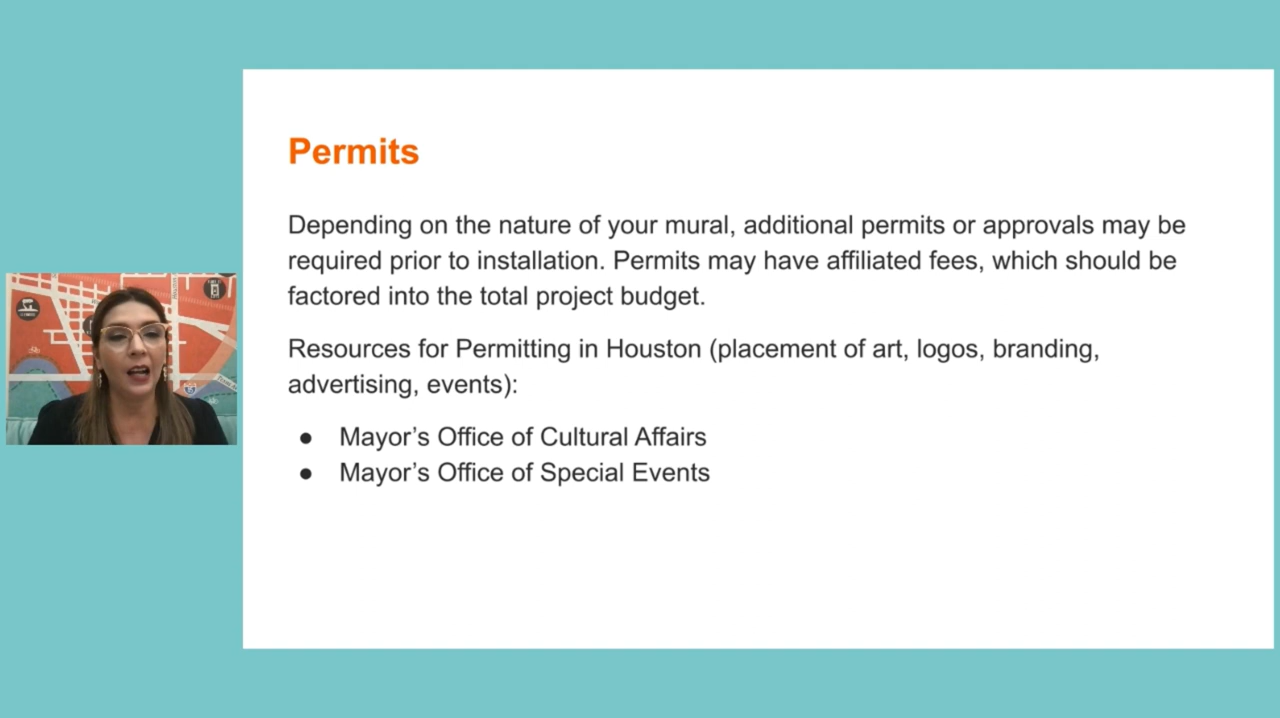 Permits
Depending on the nature of your mural, additional permits or approvals may be
required prior to installation. Permits may have affiliated fees, which should be
factored into the total project budget.
Resources for Permitting in Houston (placement of art, logos, branding,
advertising, events):
● Mayor’s Office of Cultural Affairs
● Mayor’s Office of Special Events